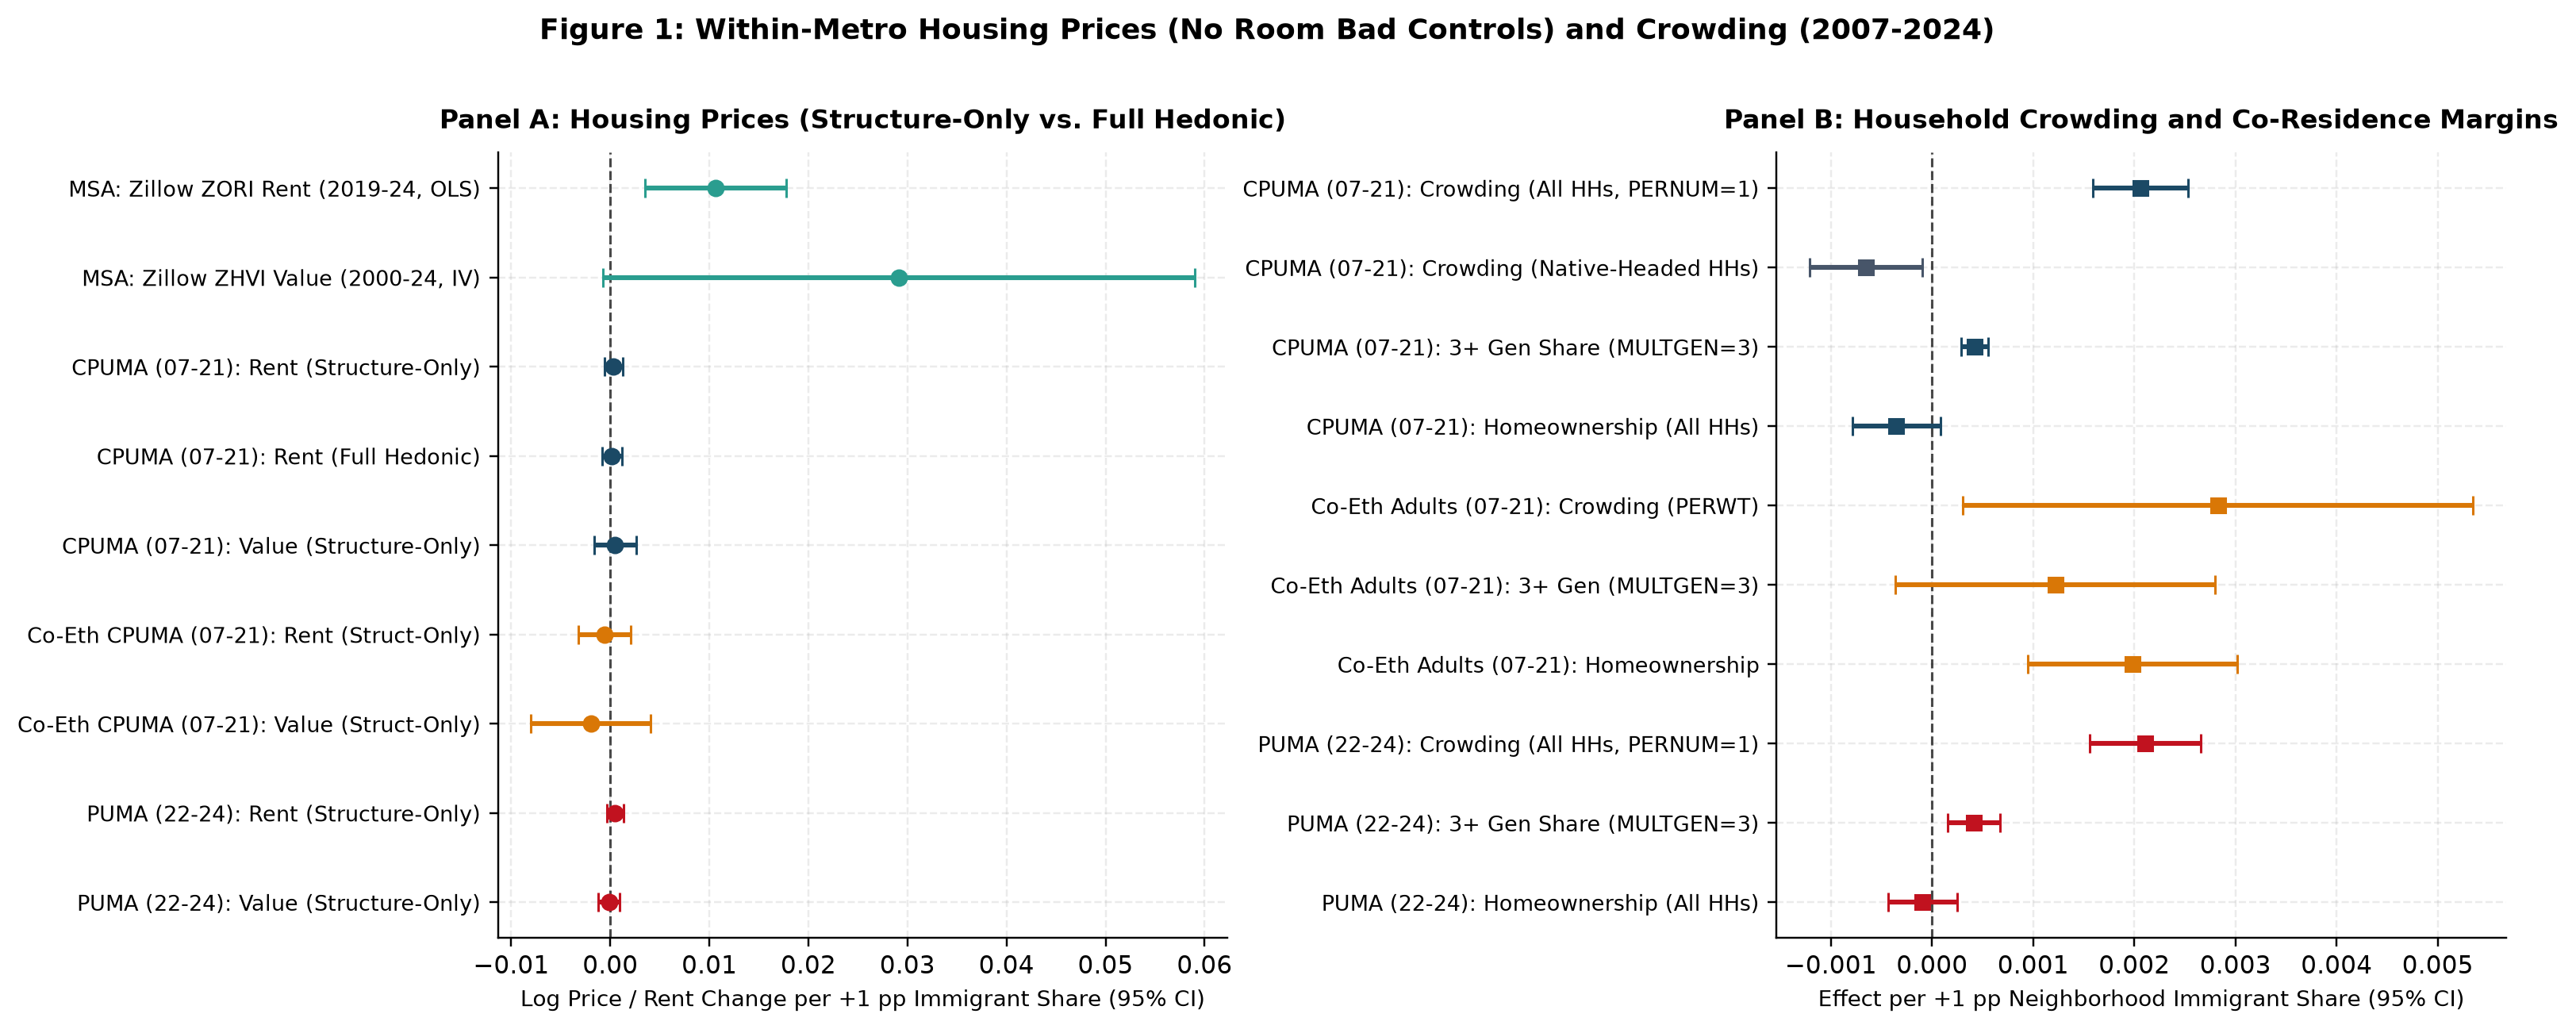 Figure 1: Within-Metro Housing Prices (No Room Bad Controls) and Crowding (2007-2024)
Panel A: Housing Prices (Structure-Only vs. Full Hedonic)
MSA: Zillow ZORI Rent (2019-24, OLS)
MSA: Zillow ZHVI Value (2000-24, IV)
CPUMA (07-21): Rent (Structure-Only)
CPUMA (07-21): Rent (Full Hedonic)
CPUMA (07-21): Value (Structure-Only)
Co-Eth CPUMA (07-21): Rent (Struct-Only)
Co-Eth CPUMA (07-21): Value (Struct-Only)
PUMA (22-24): Rent (Structure-Only)
PUMA (22-24): Value (Structure-Only)
−0.01 0.00 0.01 0.02 0.03 0.04 0.05 0.06
Log Price / Rent Change per +1 pp Immigrant Share (95% CI)
Panel B: Household Crowding and Co-Residence Margins
CPUMA (07-21): Crowding (All HHs, PERNUM=1)
CPUMA (07-21): Crowding (Native-Headed HHs)
CPUMA (07-21): 3+ Gen Share (MULTGEN=3)
CPUMA (07-21): Homeownership (All HHs)
Co-Eth Adults (07-21): Crowding (PERWT)
Co-Eth Adults (07-21): 3+ Gen (MULTGEN=3)
Co-Eth Adults (07-21): Homeownership
PUMA (22-24): Crowding (All HHs, PERNUM=1)
PUMA (22-24): 3+ Gen Share (MULTGEN=3)
PUMA (22-24): Homeownership (All HHs)
−0.001 0.000 0.001 0.002 0.003 0.004 0.005
Effect per +1 pp Neighborhood Immigrant Share (95% CI)